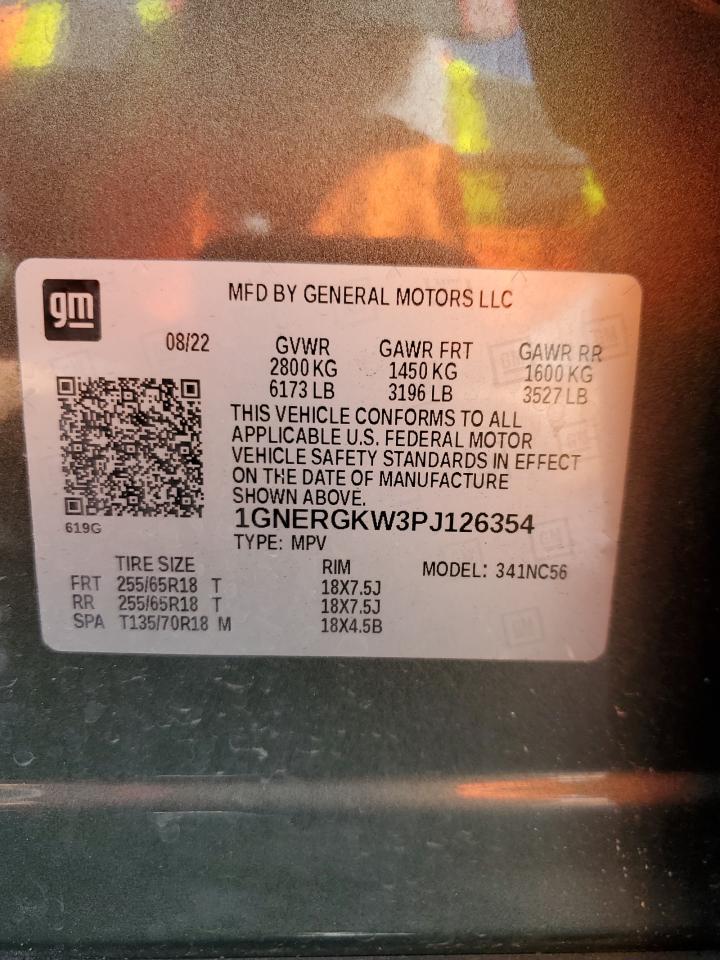 gm
MFD BY GENERAL MOTORS LLC
08/22 GVWR GAWR FRT GAWR RR
2800 KG 1450 KG 1600 KG
6173 LB 3196 LB 3527 LB
THIS VEHICLE CONFORMS TO ALL
APPLICABLE U.S. FEDERAL MOTOR
VEHICLE SAFETY STANDARDS IN EFFECT
ON THE DATE OF MANUFACTURE
SHOWN ABOVE.
619G
1GNERGKW3PJ126354
TYPE: MPV
TIRE SIZE RIM MODEL: 341NC56
FRT 255/65R18 T 18X7.5J
RR 255/65R18 T 18X7.5J
SPA T135/70R18 M 18X4.5B